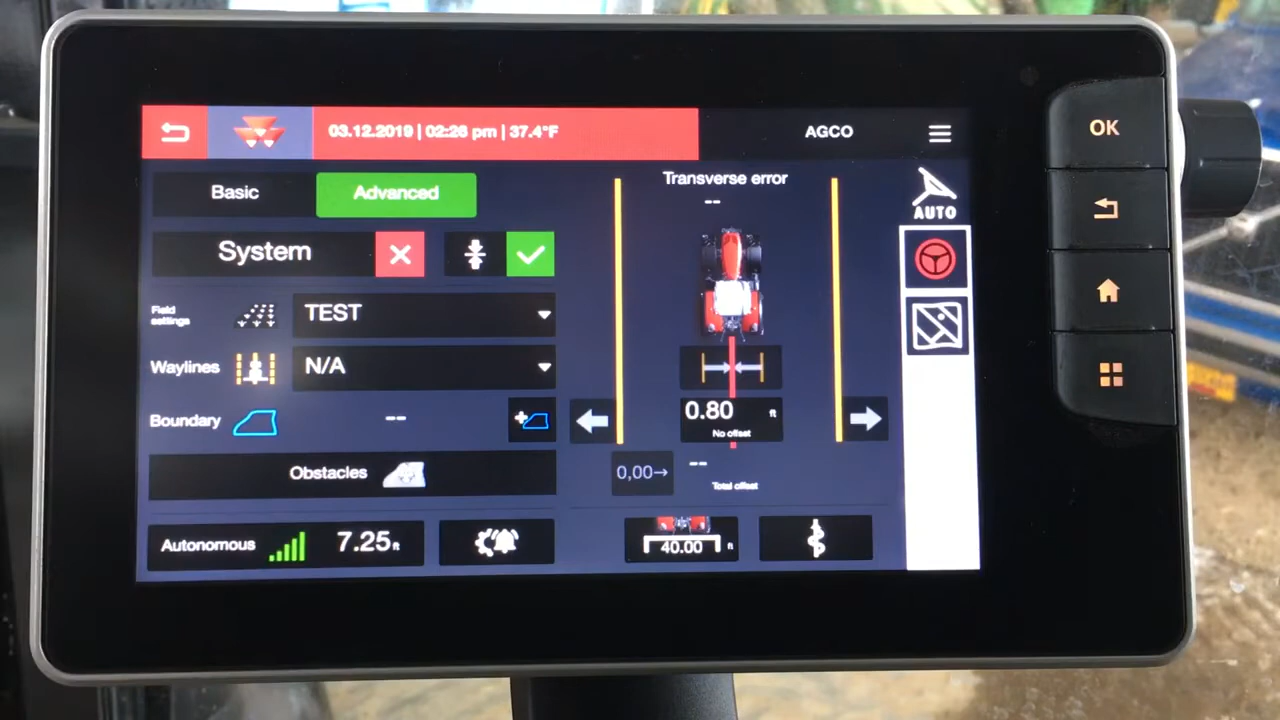 03.12.2019 | 02:26 pm | 37.4°F
AGCO
Basic
Advanced
Transverse error
--
AUTO
System
Field settings
TEST
Waylines
N/A
Boundary
--
0.80 ft
No offset
Obstacles
0,00→
--
Total offset
Autonomous
7.25 ft
40.00 ft
OK